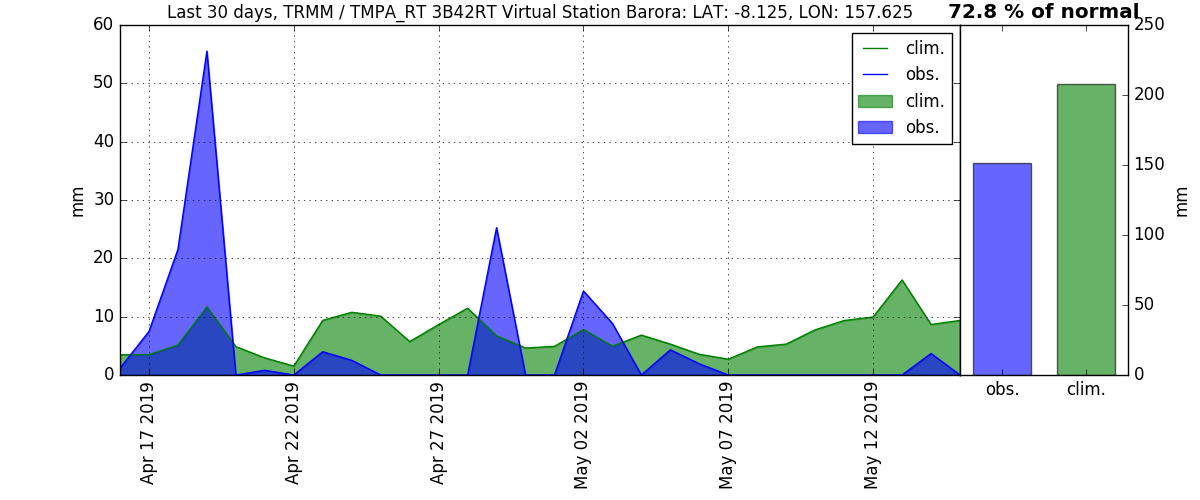 Last 30 days, TRMM / TMPA_RT 3B42RT Virtual Station Barora: LAT: -8.125, LON: 157.625
72.8 % of normal
60
50
40
30
20
10
0
mm
clim.
obs.
clim.
obs.
250
200
150
100
50
0
mm
obs.
clim.
Apr 17 2019
Apr 22 2019
Apr 27 2019
May 02 2019
May 07 2019
May 12 2019